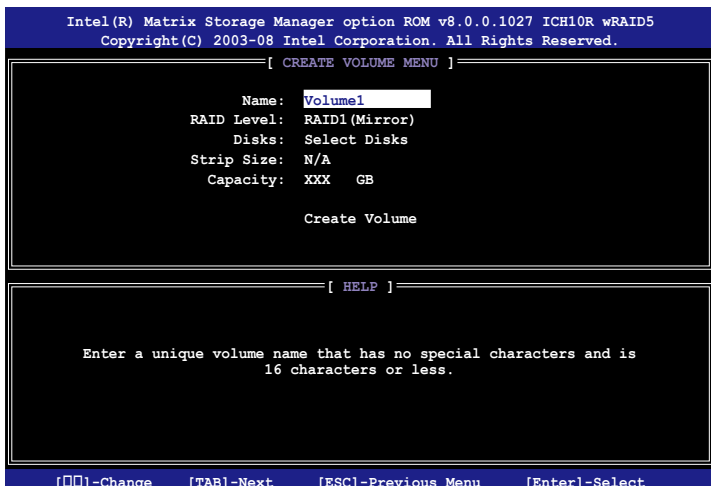 Intel(R) Matrix Storage Manager option ROM v8.0.0.1027 ICH10R wRAID5
Copyright(C) 2003-08 Intel Corporation. All Rights Reserved.
[ CREATE VOLUME MENU ]
Name: Volume1
RAID Level: RAID1(Mirror)
Disks: Select Disks
Strip Size: N/A
Capacity: XXX GB
Create Volume
[ HELP ]
Enter a unique volume name that has no special characters and is
16 characters or less.
[▯▯]-Change [TAB]-Next [ESC]-Previous Menu [Enter]-Select